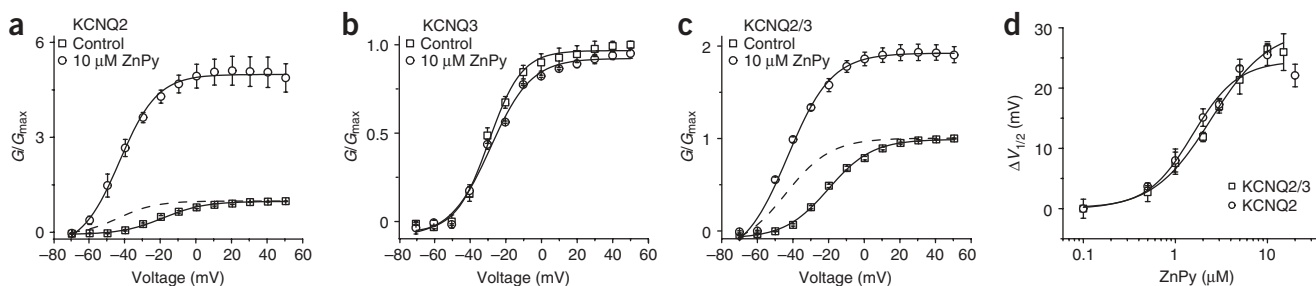 a
KCNQ2
Control
10 μM ZnPy
G/Gmax
6
3
0
−80 −60 −40 −20 0 20 40 60
Voltage (mV)
b
KCNQ3
Control
10 μM ZnPy
G/Gmax
1.0
0.5
0
−80 −60 −40 −20 0 20 40 60
Voltage (mV)
c
KCNQ2/3
Control
10 μM ZnPy
G/Gmax
2
1
0
−80 −60 −40 −20 0 20 40 60
Voltage (mV)
d
ΔV1/2 (mV)
30
20
10
0
KCNQ2/3
KCNQ2
0.1 1 10
ZnPy (μM)